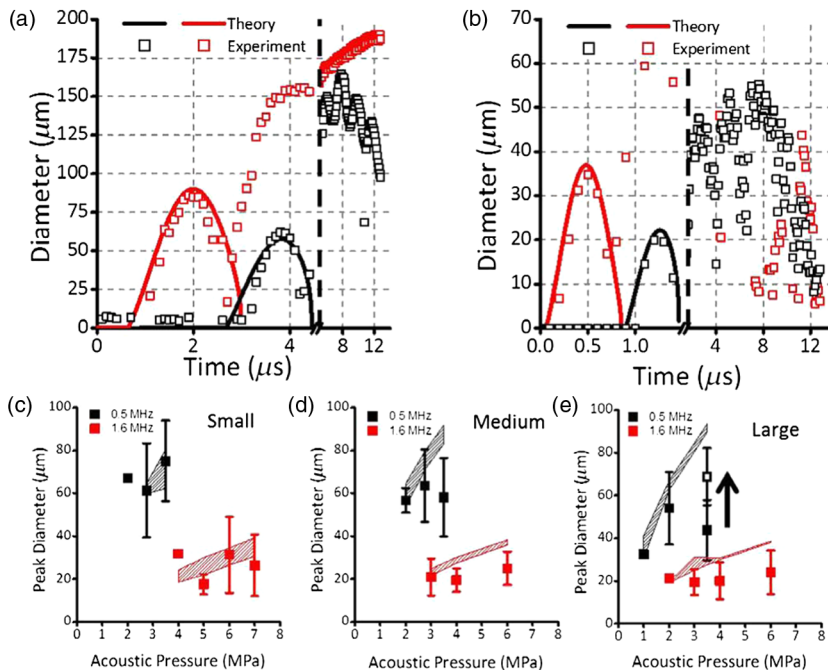 (a)
Theory
Experiment
200
175
150
125
100
75
50
25
0
Diameter (μm)
0 2 4 8 12
Time (μs)
(b)
Theory
Experiment
70
60
50
40
30
20
10
0
Diameter (μm)
0.0 0.5 1.0 4 8 12
Time (μs)
(c)
0.5 MHz
1.6 MHz
Small
100
80
60
40
20
0
Peak Diameter (μm)
0 1 2 3 4 5 6 7 8
Acoustic Pressure (MPa)
(d)
0.5 MHz
1.6 MHz
Medium
100
80
60
40
20
0
Peak Diameter (μm)
0 1 2 3 4 5 6 7 8
Acoustic Pressure (MPa)
(e)
0.5 MHz
1.6 MHz
Large
100
80
60
40
20
0
Peak Diameter (μm)
0 1 2 3 4 5 6 7 8
Acoustic Pressure (MPa)